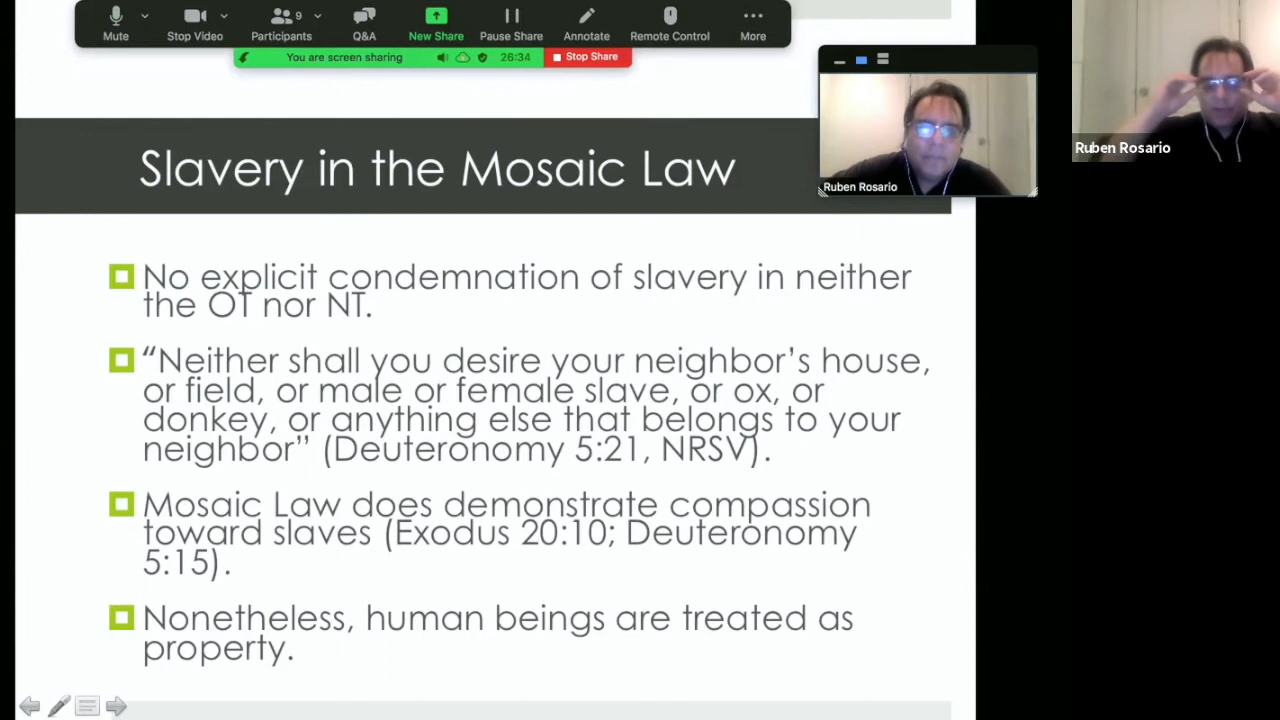 Mute
Stop Video
9
Participants
Q&A
New Share
Pause Share
Annotate
Remote Control
More
You are screen sharing
26:34
Stop Share
Ruben Rosario
Ruben Rosario
Slavery in the Mosaic Law
No explicit condemnation of slavery in neither
the OT nor NT.
“Neither shall you desire your neighbor’s house,
or field, or male or female slave, or ox, or
donkey, or anything else that belongs to your
neighbor” (Deuteronomy 5:21, NRSV).
Mosaic Law does demonstrate compassion
toward slaves (Exodus 20:10; Deuteronomy
5:15).
Nonetheless, human beings are treated as
property.